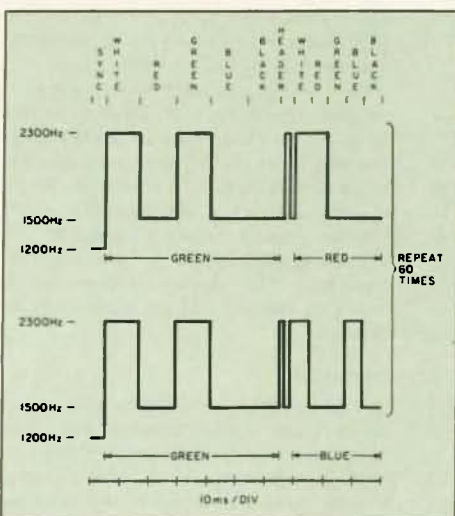 SYNC WHITE RED GREEN BLUE BLACK HEADER WHITE RED GREEN BLUE BLACK
2300Hz
1500Hz
1200Hz
GREEN RED
REPEAT
60
TIMES
2300Hz
1500Hz
1200Hz
GREEN BLUE
10ms/DIV